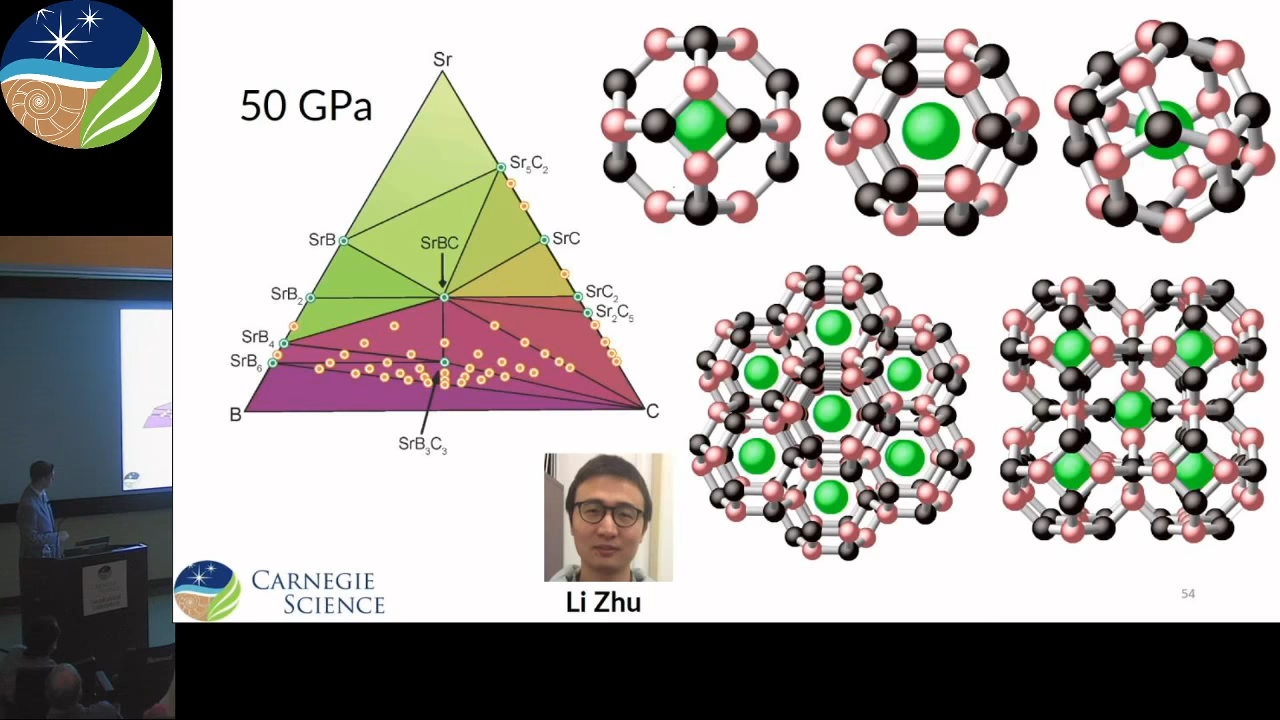 50 GPa
Sr
Sr₅C₂
SrB
SrBC
SrC
SrB₂
SrC₂
Sr₂C₅
SrB₄
SrB₆
B
C
SrB₃C₃
CARNEGIE
SCIENCE
Li Zhu
54